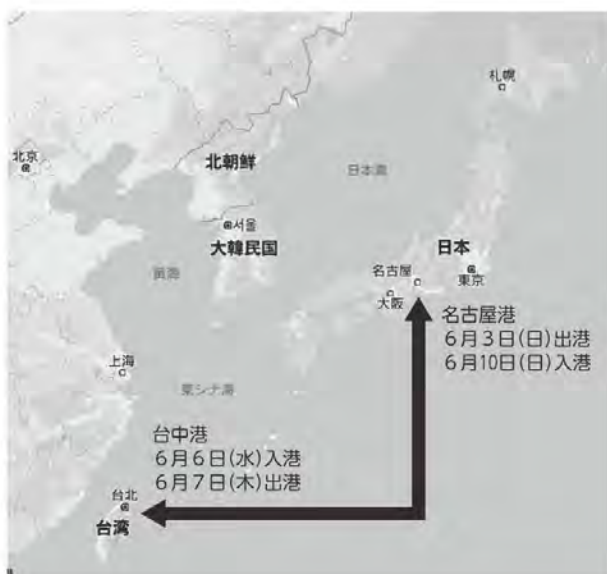 札幌
北京
北朝鮮
日本海
서울
大韓民国
日本
名古屋
東京
大阪
黄海
名古屋港
6月3日(日)出港
6月10日(日)入港
上海
東シナ海
台中港
6月6日(水)入港
6月7日(木)出港
台北
台湾